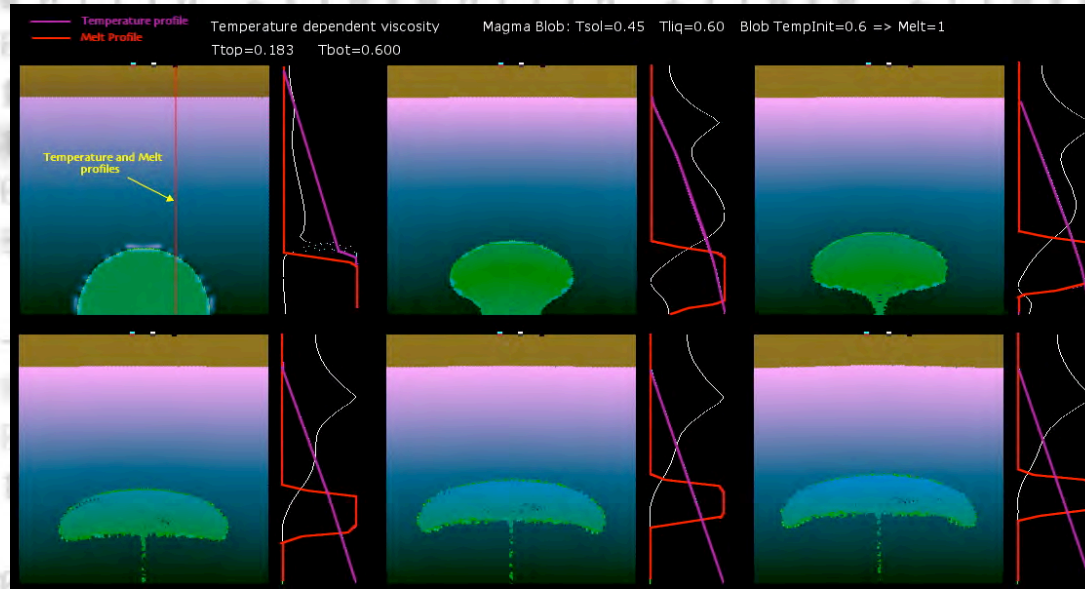 Temperature profile
Melt Profile
Temperature dependent viscosity
Magma Blob: Tsol=0.45 Tliq=0.60 Blob TempInit=0.6 => Melt=1
Ttop=0.183 Tbot=0.600
Temperature and Melt
profiles